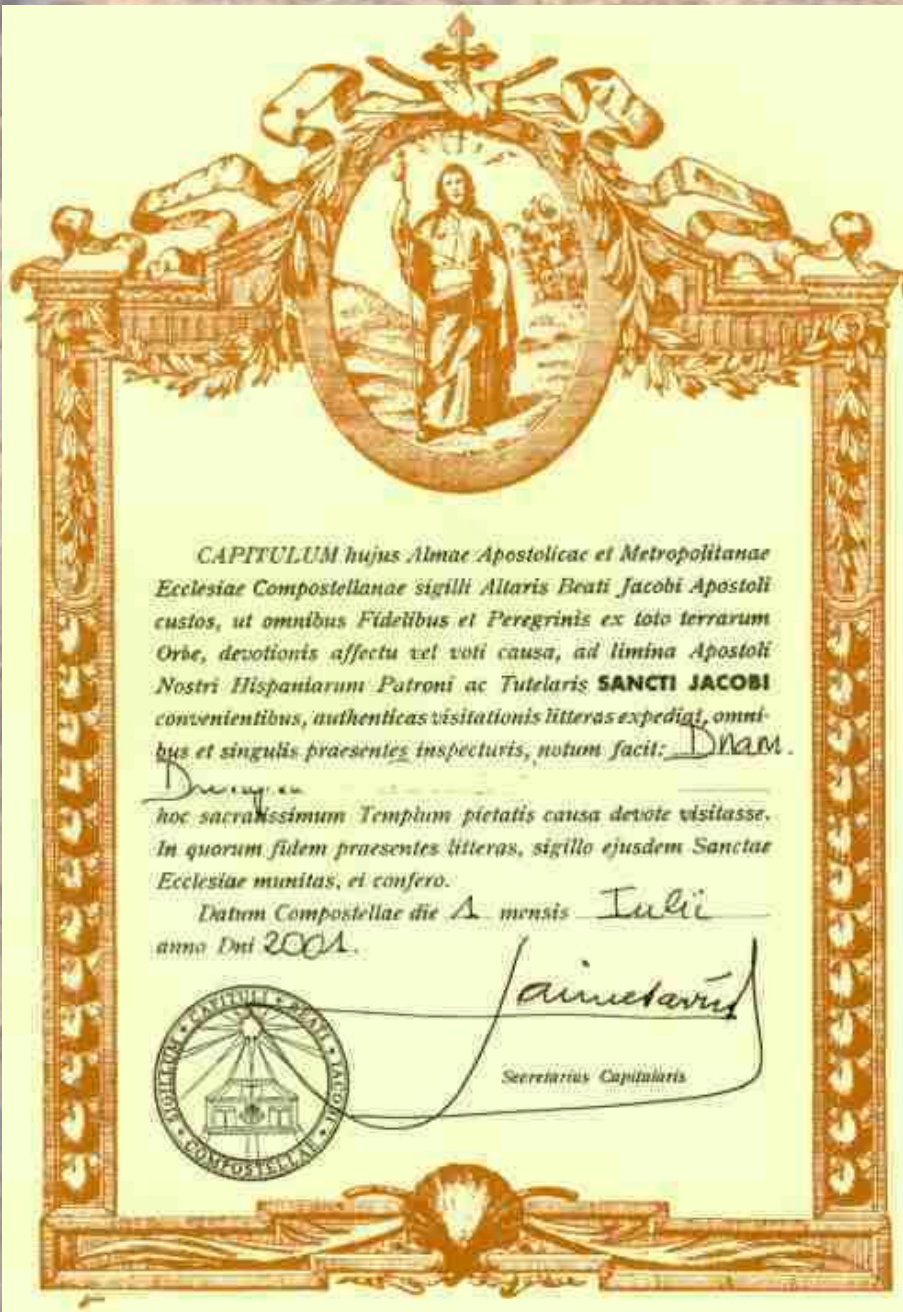 CAPITULUM hujus Almae Apostolicae et Metropolitanae
Ecclesiae Compostellanae sigilli Altaris Beati Jacobi Apostoli
custos, ut omnibus Fidelibus et Peregrinis ex toto terrarum
Orbe, devotionis affectu vel voti causa, ad limina Apostoli
Nostri Hispaniarum Patroni ac Tutelaris SANCTI JACOBI
convenientibus, authenticas visitationis litteras expediat, omni-
bus et singulis praesentes inspecturis, notum facit: Dnam.
hoc sacratissimum Templum pietatis causa devote visitasse.
In quorum fidem praesentes litteras, sigillo ejusdem Sanctae
Ecclesiae munitas, ei confero.
Datum Compostellae die 1 mensis Iulii
anno Dni 2001.
SIGILLUM CAPITULI BEATI JACOBI COMPOSTELLAE
Secretarius Capitularis